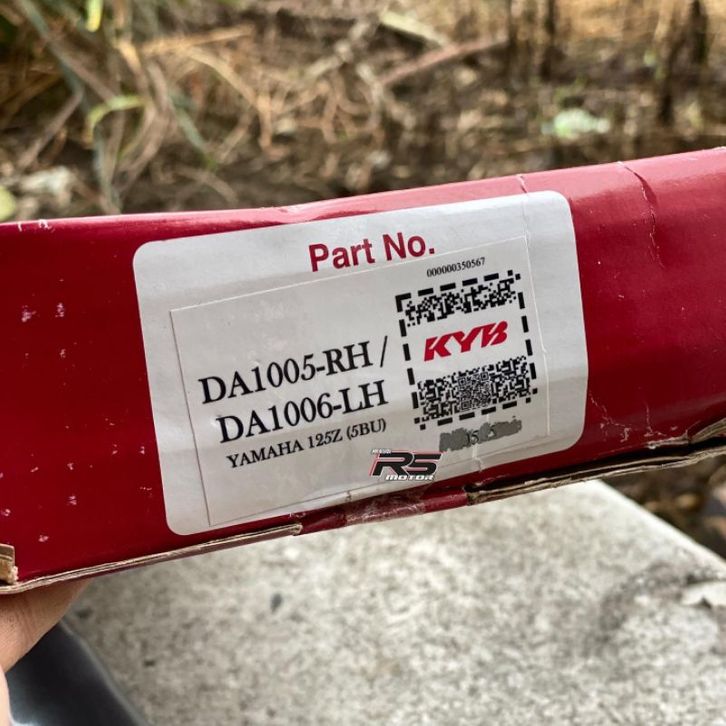 Part No.
000000350567
KYB
DA1005-RH /
DA1006-LH
YAMAHA 125Z (5BU)
RS
MOTOR